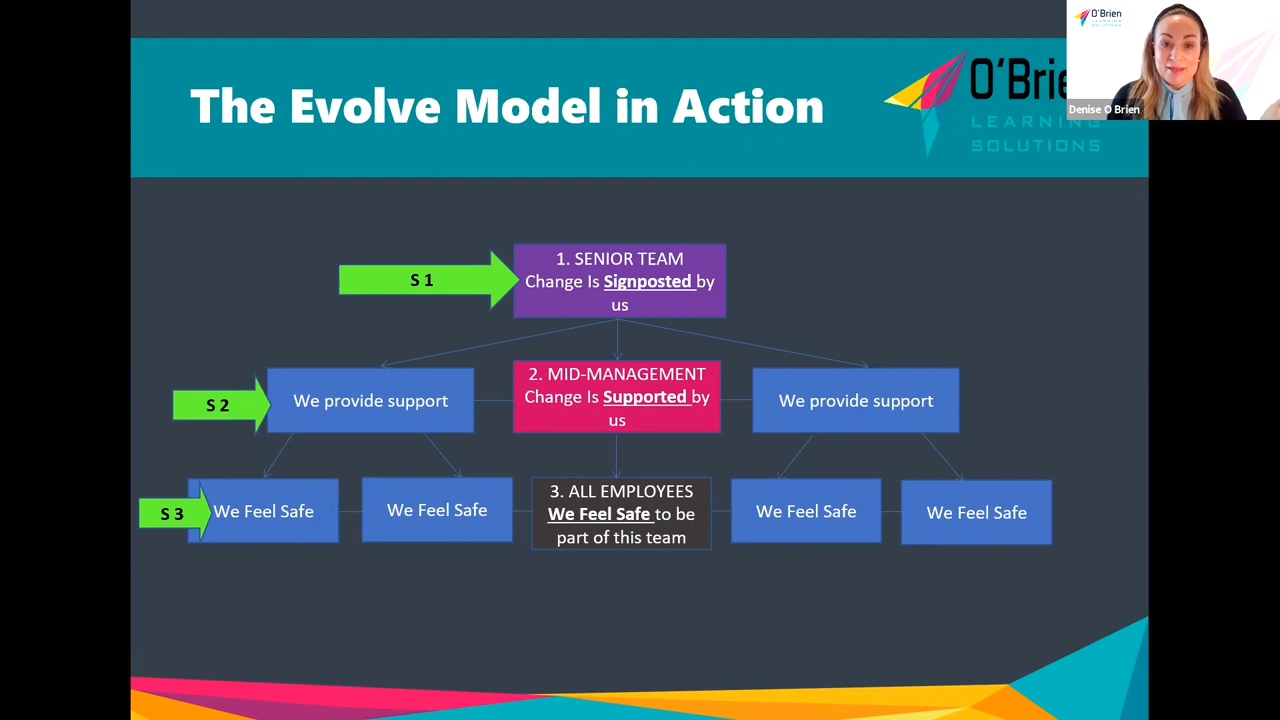 The Evolve Model in Action
O'Brie
LEARNING
SOLUTIONS
O'Brien
LEARNING
SOLUTIONS
Denise O Brien
S 1
1. SENIOR TEAM
Change Is Signposted by
us
S 2
We provide support
2. MID-MANAGEMENT
Change Is Supported by
us
We provide support
S 3
We Feel Safe
We Feel Safe
3. ALL EMPLOYEES
We Feel Safe to be
part of this team
We Feel Safe
We Feel Safe